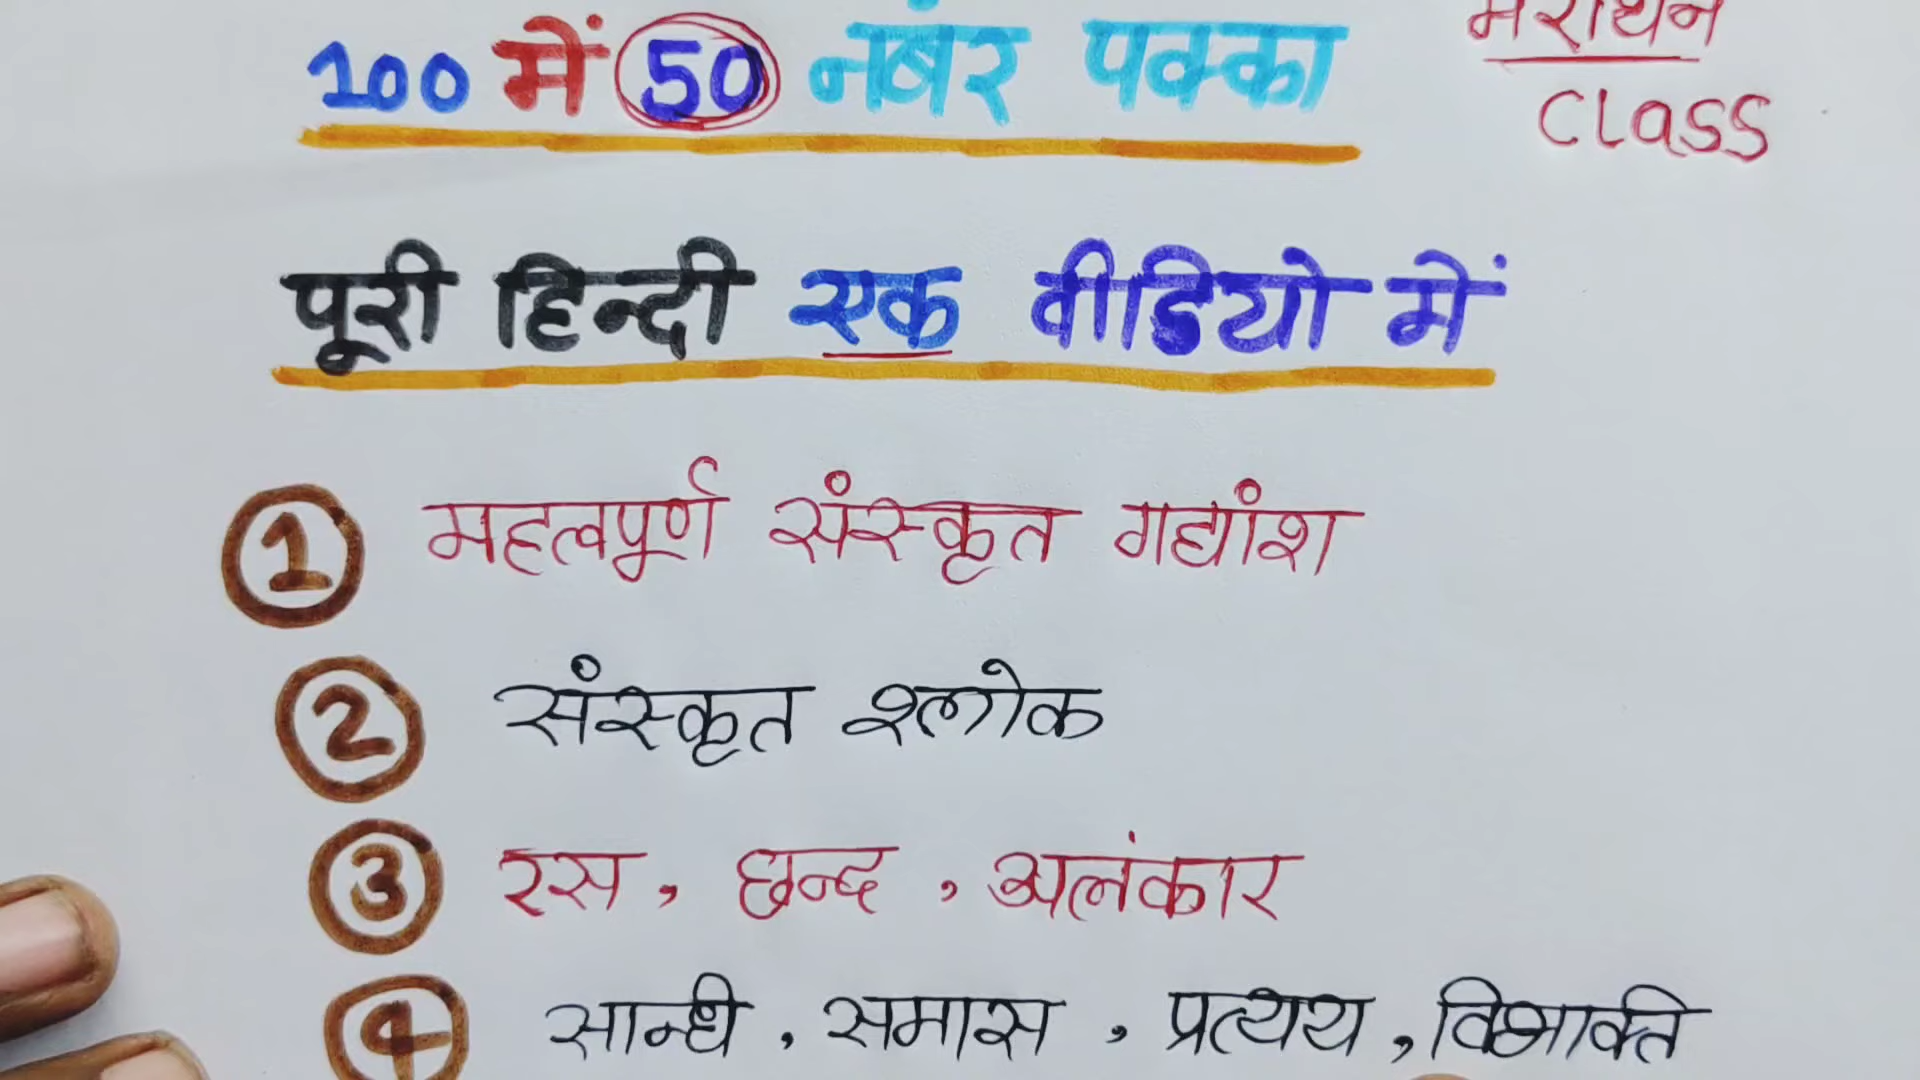 100 में 50 नंबर पक्का
मैराथन
CLASS
पूरी हिन्दी एक वीडियो में
1 महत्वपूर्ण संस्कृत गद्यांश
2 संस्कृत श्लोक
3 रस, छन्द, अलंकार
4 सन्धि, समास, प्रत्यय, विभक्ति